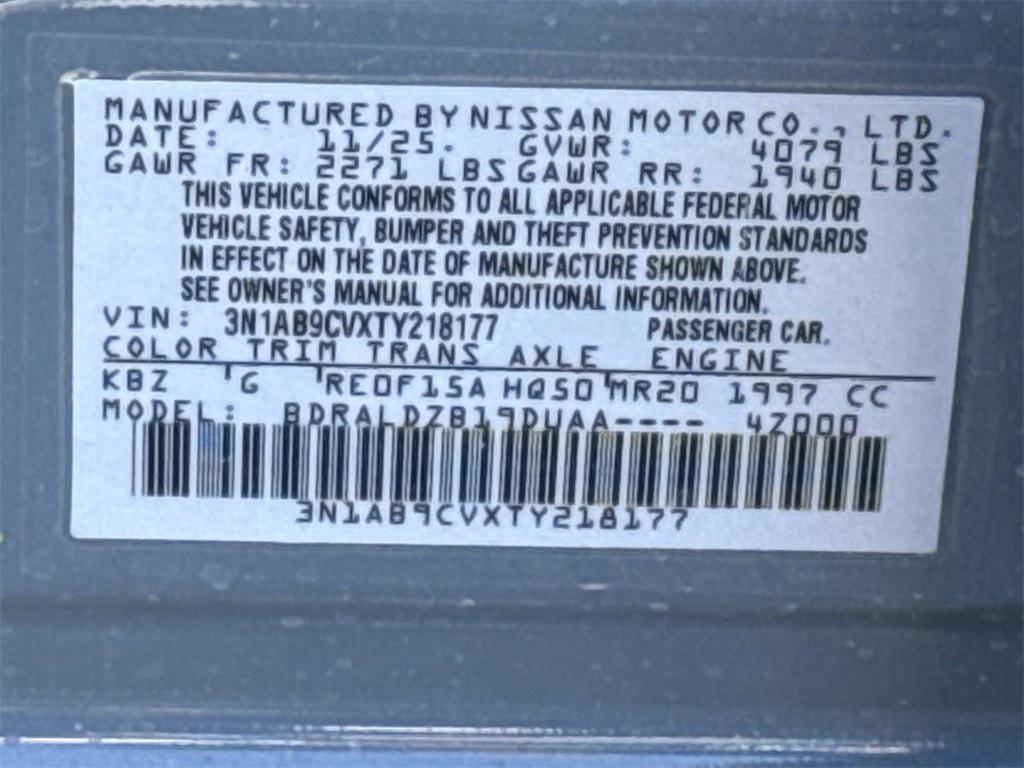 MANUFACTURED BY NISSAN MOTOR CO., LTD.
DATE: 11/25. GVWR: 4079 LBS
GAWR FR: 2271 LBS GAWR RR: 1940 LBS
THIS VEHICLE CONFORMS TO ALL APPLICABLE FEDERAL MOTOR
VEHICLE SAFETY, BUMPER AND THEFT PREVENTION STANDARDS
IN EFFECT ON THE DATE OF MANUFACTURE SHOWN ABOVE.
SEE OWNER'S MANUAL FOR ADDITIONAL INFORMATION.
VIN: 3N1AB9CVXTY218177 PASSENGER CAR.
COLOR TRIM TRANS AXLE ENGINE
KBZ G RE0F15A HQ50 MR20 1997 CC
MODEL: BDRALDZB19DUAA---- 4Z000
3N1AB9CVXTY218177